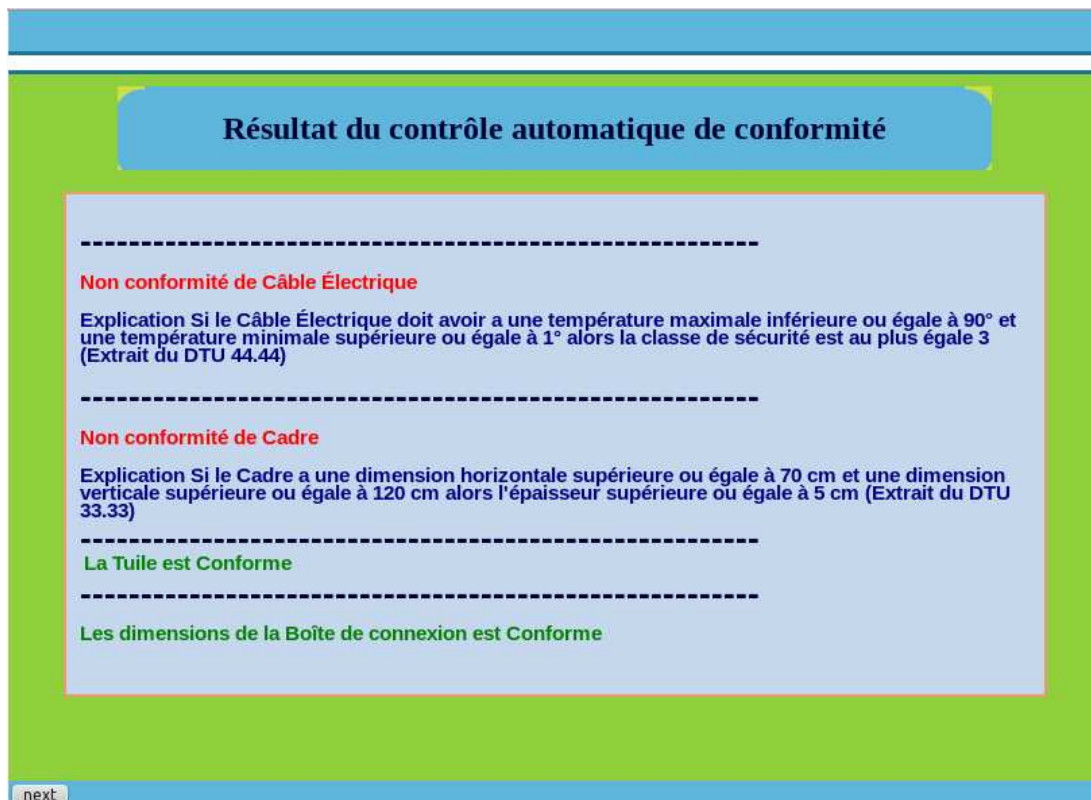 Résultat du contrôle automatique de conformité
--------------------------------------------------------
Non conformité de Câble Électrique
Explication Si le Câble Électrique doit avoir a une température maximale inférieure ou égale à 90° et
une température minimale supérieure ou égale à 1° alors la classe de sécurité est au plus égale 3
(Extrait du DTU 44.44)
--------------------------------------------------------
Non conformité de Cadre
Explication Si le Cadre a une dimension horizontale supérieure ou égale à 70 cm et une dimension
verticale supérieure ou égale à 120 cm alors l'épaisseur supérieure ou égale à 5 cm (Extrait du DTU
33.33)
--------------------------------------------------------
La Tuile est Conforme
--------------------------------------------------------
Les dimensions de la Boîte de connexion est Conforme
next